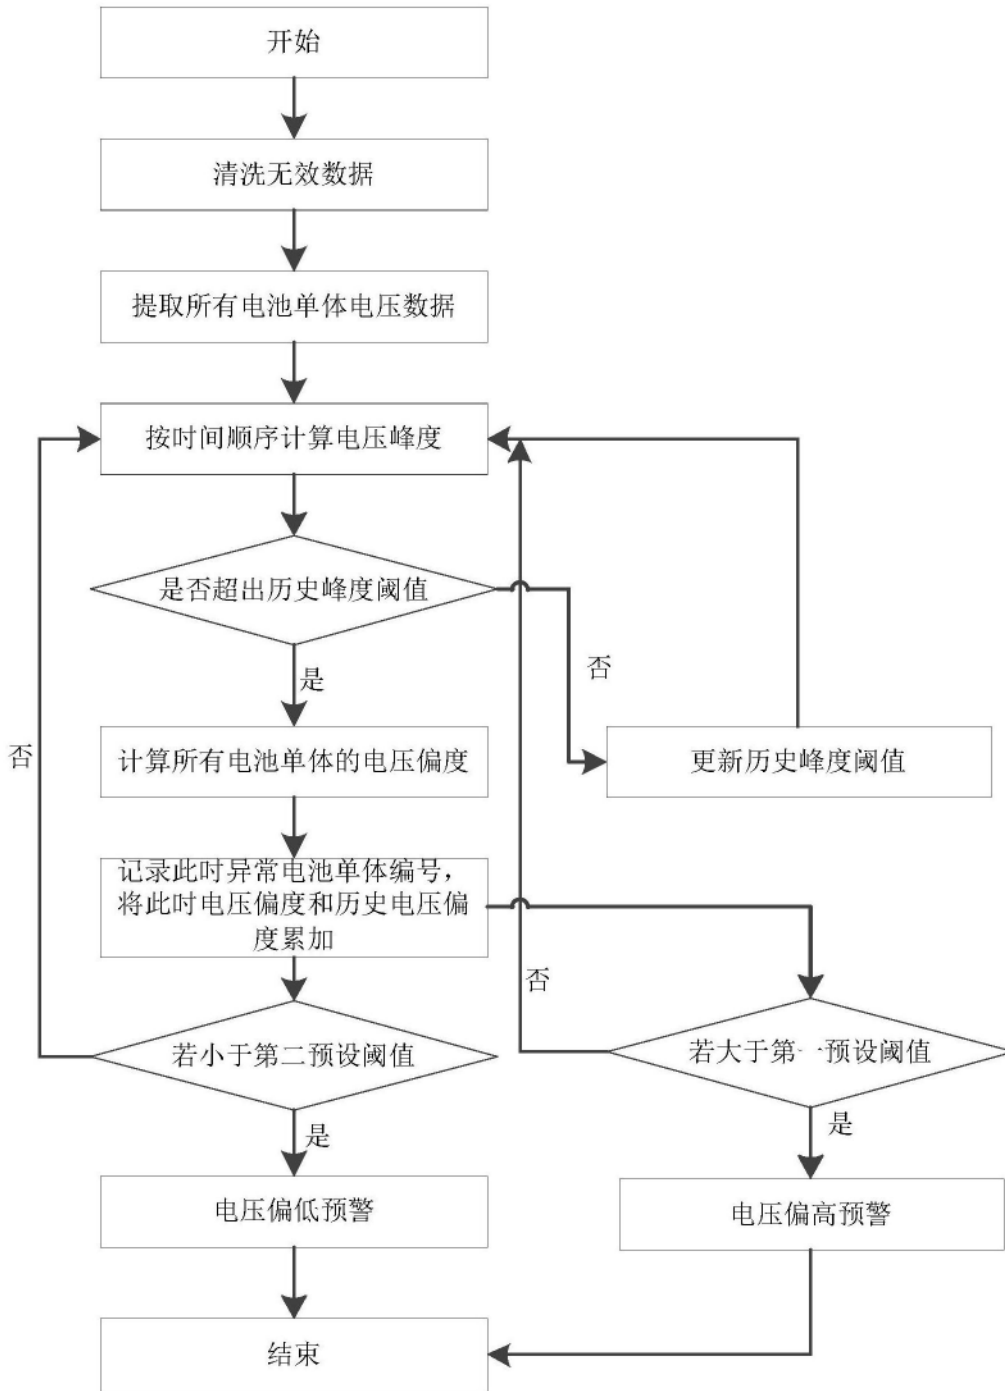 开始
清洗无效数据
提取所有电池单体电压数据
按时间顺序计算电压峰度
是否超出历史峰度阈值
是
否
计算所有电池单体的电压偏度
更新历史峰度阈值
否
记录此时异常电池单体编号，
将此时电压偏度和历史电压偏
度累加
否
若小于第二预设阈值
若大于第一预设阈值
是
是
电压偏低预警
电压偏高预警
结束